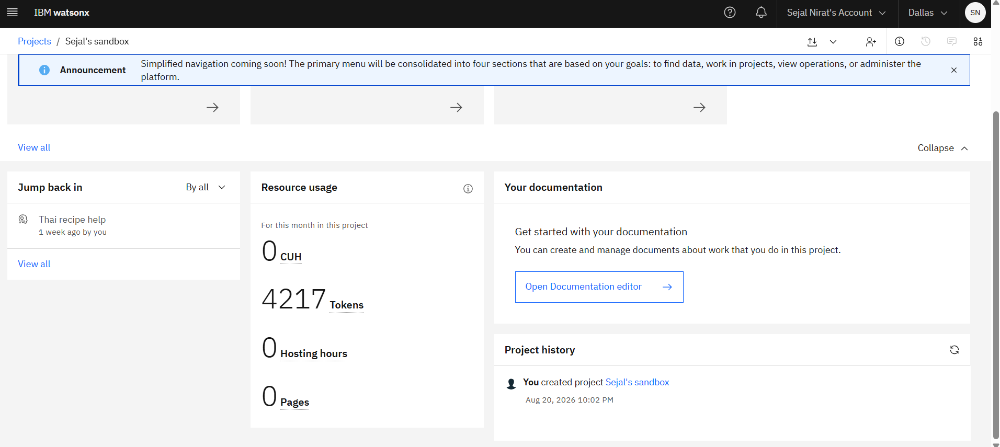 IBM watsonx
Sejal Nirat's Account
Dallas
SN
Projects / Sejal's sandbox
Announcement
Simplified navigation coming soon! The primary menu will be consolidated into four sections that are based on your goals: to find data, work in projects, view operations, or administer the
platform.
View all
Collapse
Jump back in
By all
Thai recipe help
1 week ago by you
View all
Resource usage
For this month in this project
0 CUH
4217 Tokens
0 Hosting hours
0 Pages
Your documentation
Get started with your documentation
You can create and manage documents about work that you do in this project.
Open Documentation editor
Project history
You created project Sejal's sandbox
Aug 20, 2026 10:02 PM